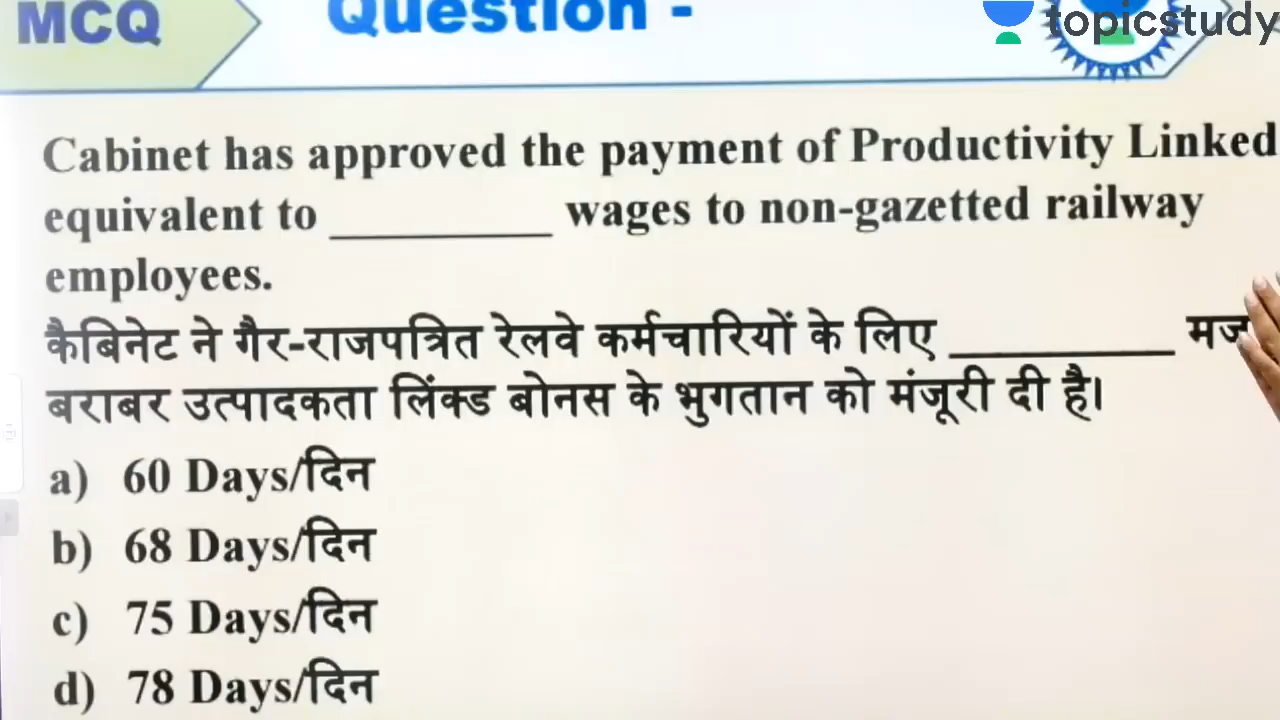 MCQ
Question -
topicstudy
Cabinet has approved the payment of Productivity Linked
equivalent to __________ wages to non-gazetted railway
employees.
कैबिनेट ने गैर-राजपत्रित रेलवे कर्मचारियों के लिए __________
बराबर उत्पादकता लिंक्ड बोनस के भुगतान को मंजूरी दी है।
a) 60 Days/दिन
b) 68 Days/दिन
c) 75 Days/दिन
d) 78 Days/दिन